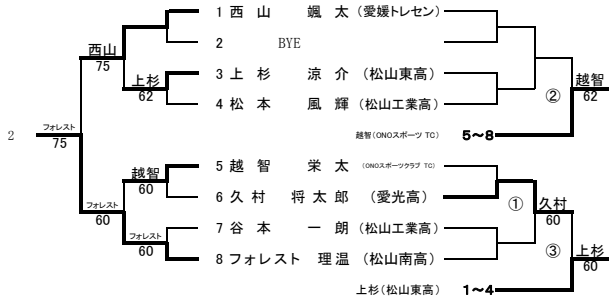 1 西山 颯太 (愛媛トレセン)
2 BYE
西山
75
上杉
62
3 上杉 涼介 (松山東高)
4 松本 風輝 (松山工業高)
②
越智
62
越智(ONOスポーツ TC) 5~8
2
フォレスト
75
越智
60
5 越智 栄太 (ONOスポーツクラブ TC)
6 久村 将太郎 (愛光高)
①
久村
60
フォレスト
60
フォレスト
60
7 谷本 一朗 (松山工業高)
8 フォレスト 理温 (松山南高)
③
上杉
60
上杉(松山東高) 1~4